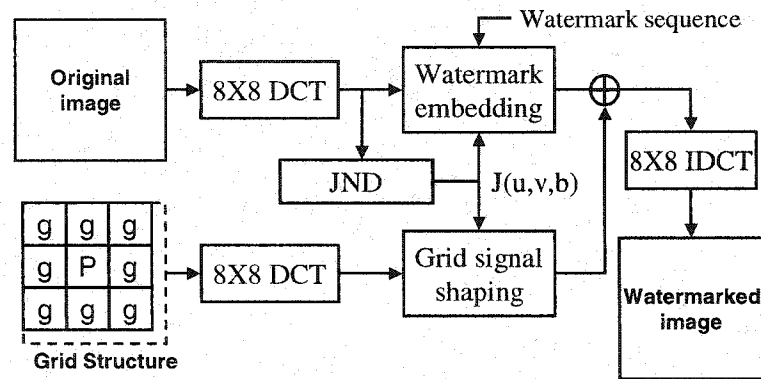 Watermark sequence
Original
image
8X8 DCT
Watermark
embedding
8X8 IDCT
JND
J(u,v,b)
g g g
g P g
g g g
8X8 DCT
Grid signal
shaping
Watermarked
image
Grid Structure